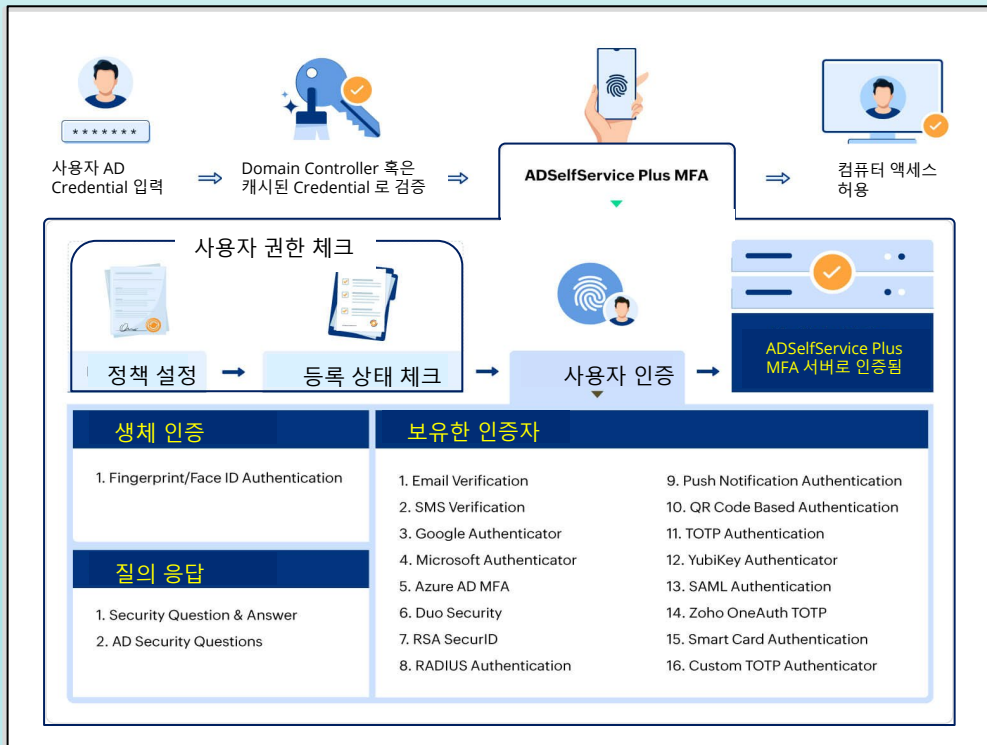 *******
사용자 AD
Credential 입력
⇒
Domain Controller 혹은
캐시된 Credential 로 검증
⇒
ADSelfService Plus MFA
⇒
컴퓨터 액세스
허용
사용자 권한 체크
정책 설정
→
등록 상태 체크
→
사용자 인증
→
ADSelfService Plus
MFA 서버로 인증됨
생체 인증
1. Fingerprint/Face ID Authentication
질의 응답
1. Security Question & Answer
2. AD Security Questions
보유한 인증자
1. Email Verification
2. SMS Verification
3. Google Authenticator
4. Microsoft Authenticator
5. Azure AD MFA
6. Duo Security
7. RSA SecurID
8. RADIUS Authentication
9. Push Notification Authentication
10. QR Code Based Authentication
11. TOTP Authentication
12. YubiKey Authenticator
13. SAML Authentication
14. Zoho OneAuth TOTP
15. Smart Card Authentication
16. Custom TOTP Authenticator